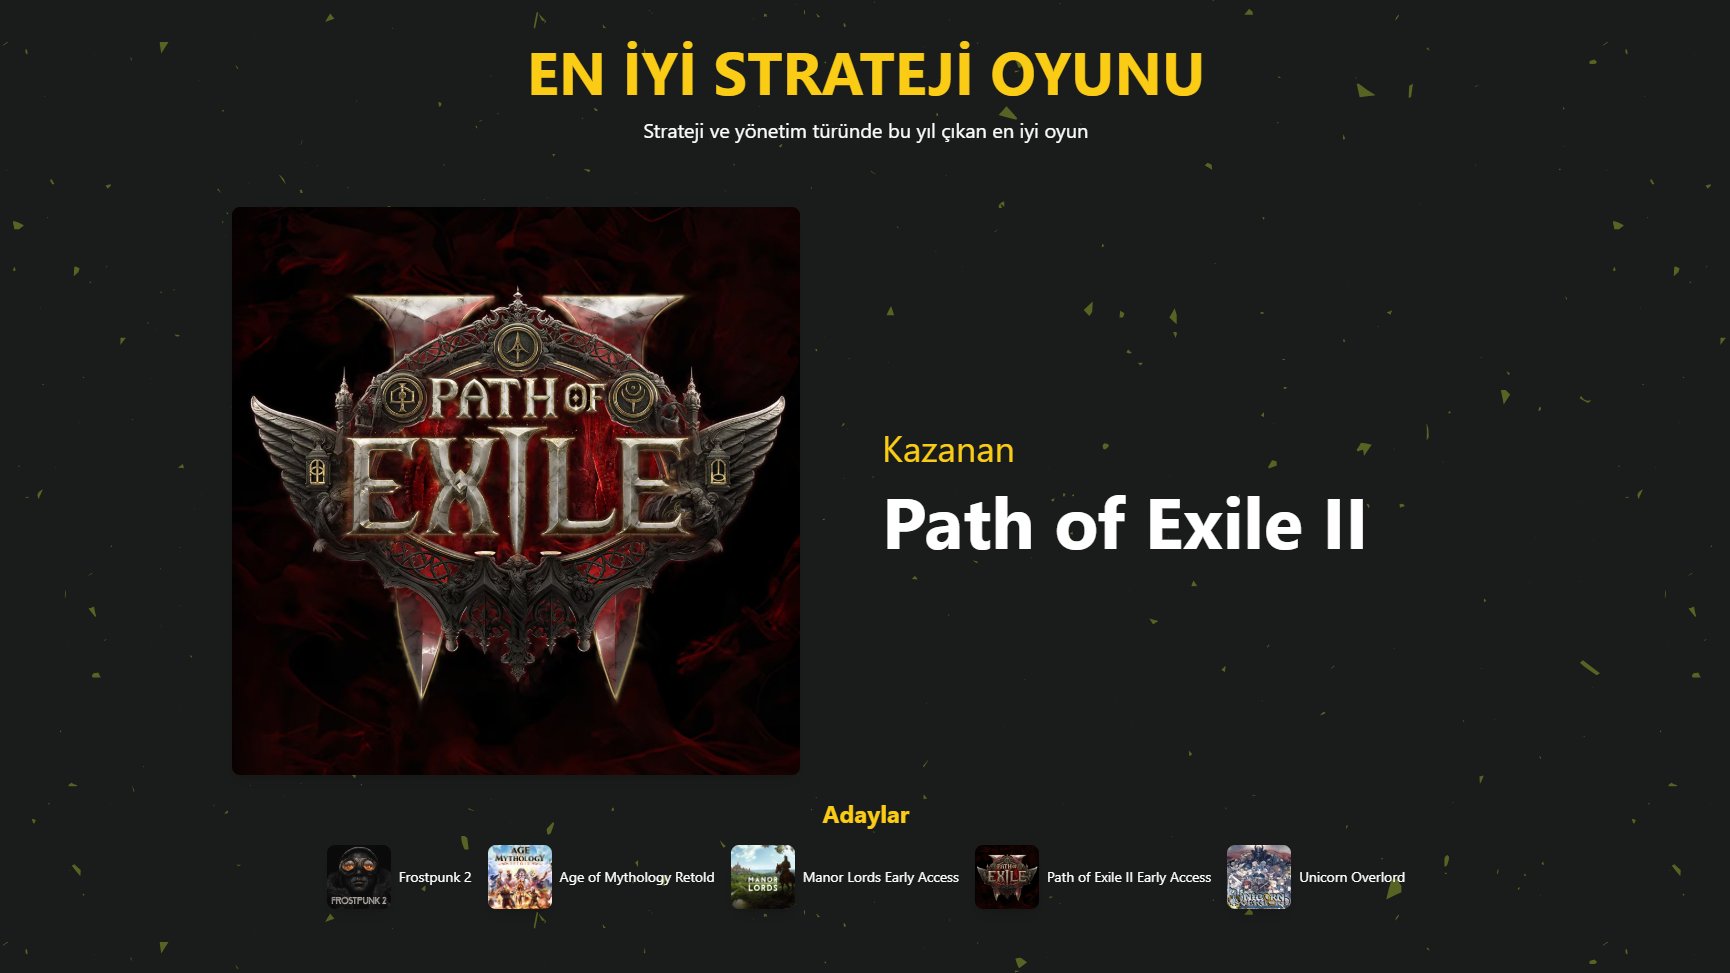 EN İYİ STRATEJİ OYUNU
Strateji ve yönetim türünde bu yıl çıkan en iyi oyun
PATH OF
EXILE
Kazanan
Path of Exile II
Adaylar
FROSTPUNK 2
Frostpunk 2
AGE
MYTHOLOGY
Age of Mythology Retold
MANOR
LORDS
Manor Lords Early Access
PATH OF
EXILE
Path of Exile II Early Access
Unicorn Overlord